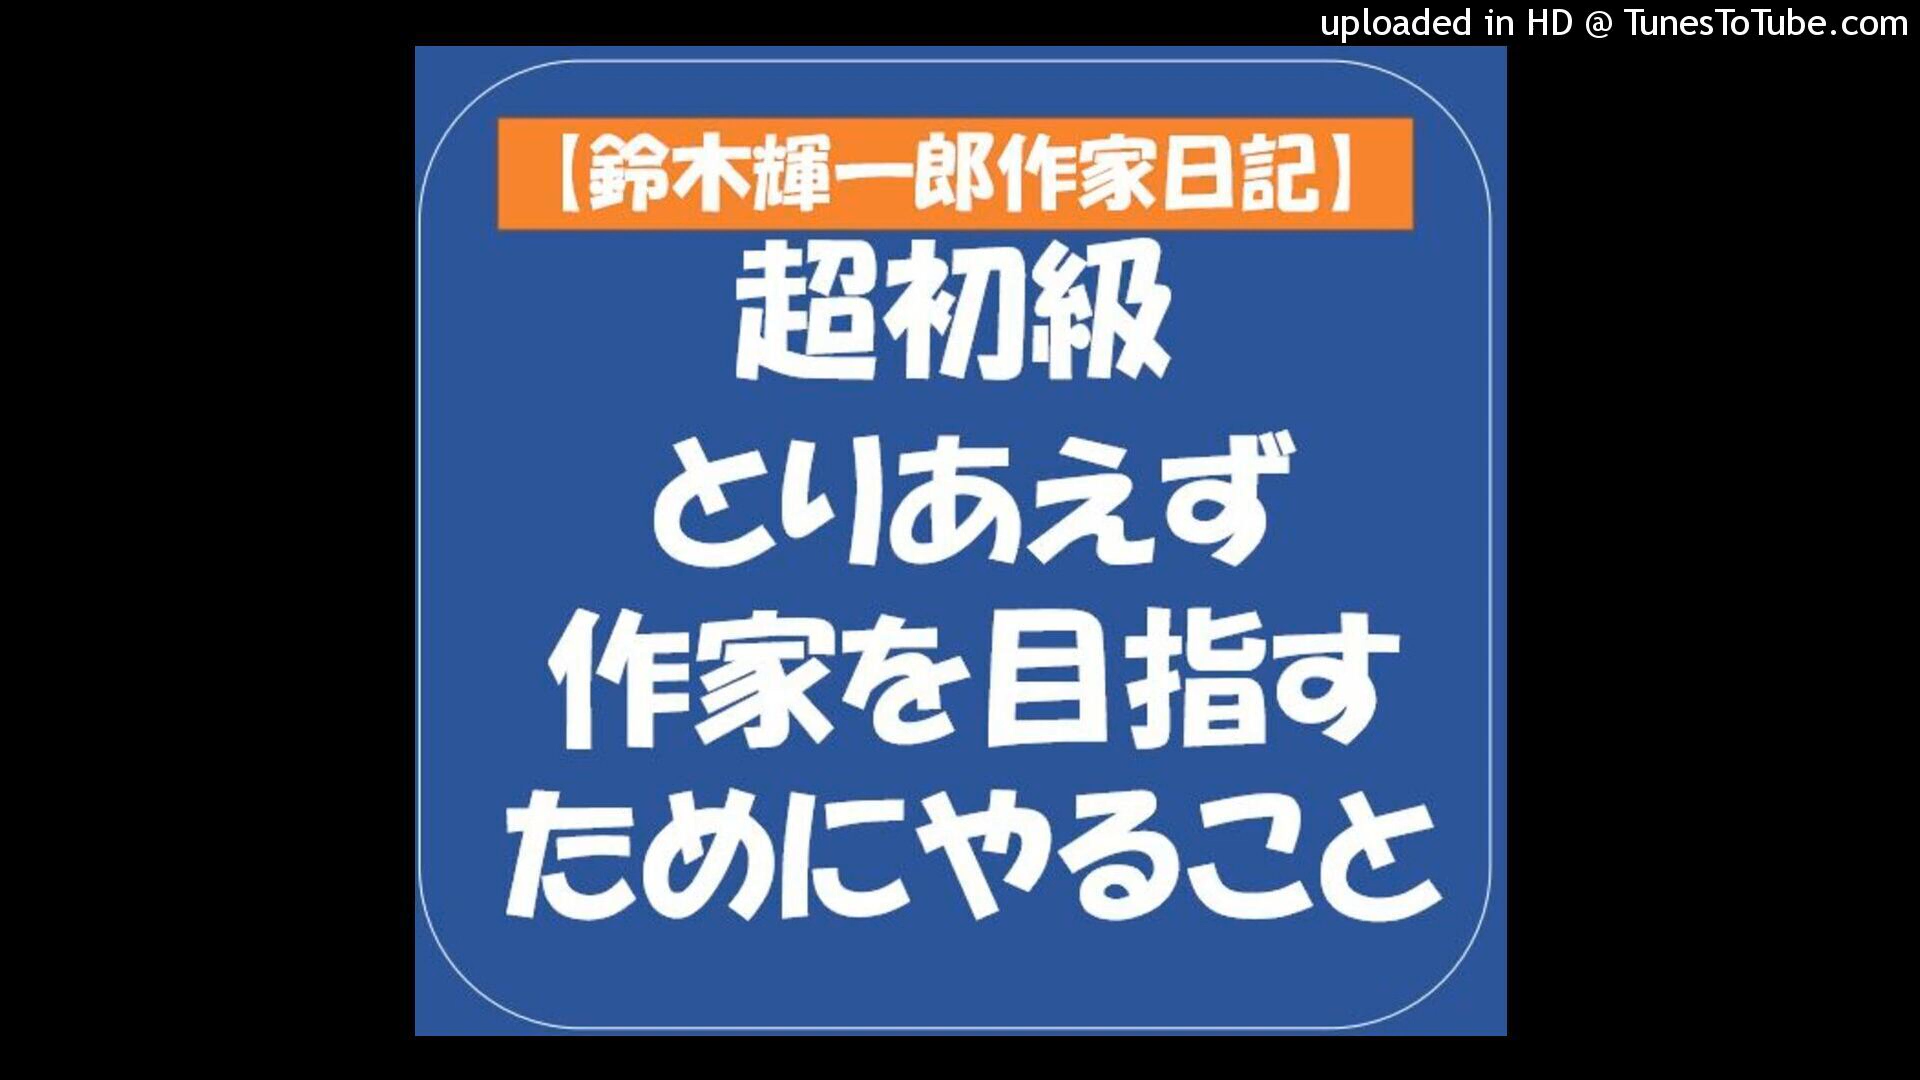 uploaded in HD @ TunesToTube.com
【鈴木輝一郎作家日記】
超初級
とりあえず
作家を目指す
ためにやること